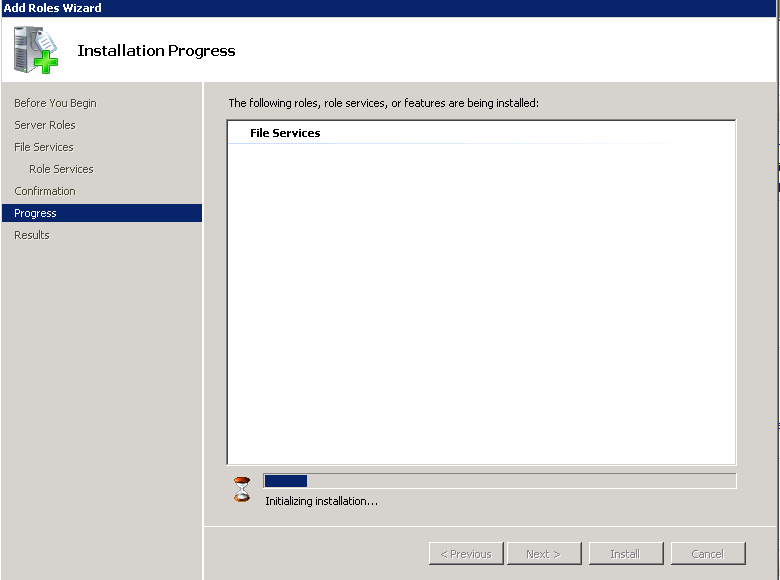 Add Roles Wizard
Installation Progress
Before You Begin
Server Roles
File Services
Role Services
Confirmation
Progress
Results
The following roles, role services, or features are being installed:
File Services
Initializing installation...
< Previous
Next >
Install
Cancel